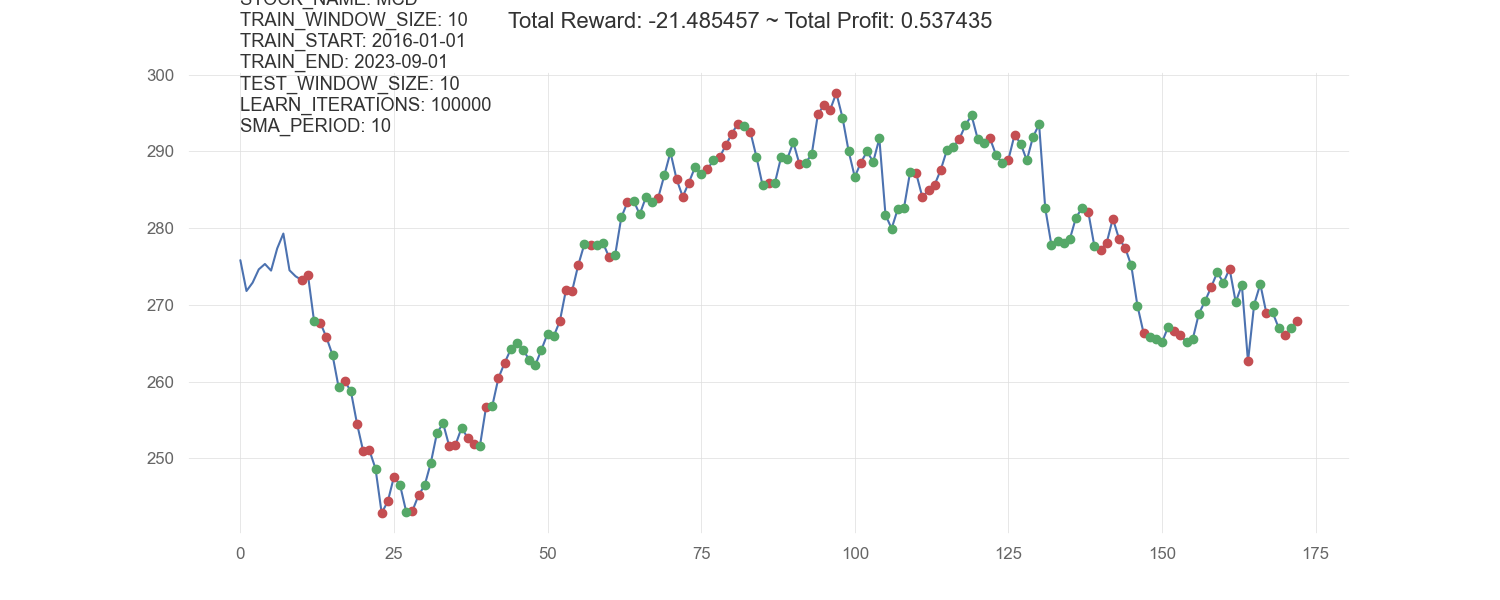 STOCK_NAME: MCD
TRAIN_WINDOW_SIZE: 10
Total Reward: -21.485457 ~ Total Profit: 0.537435
TRAIN_START: 2016-01-01
TRAIN_END: 2023-09-01
TEST_WINDOW_SIZE: 10
LEARN_ITERATIONS: 100000
SMA_PERIOD: 10
300
290
280
270
260
250
0 25 50 75 100 125 150 175